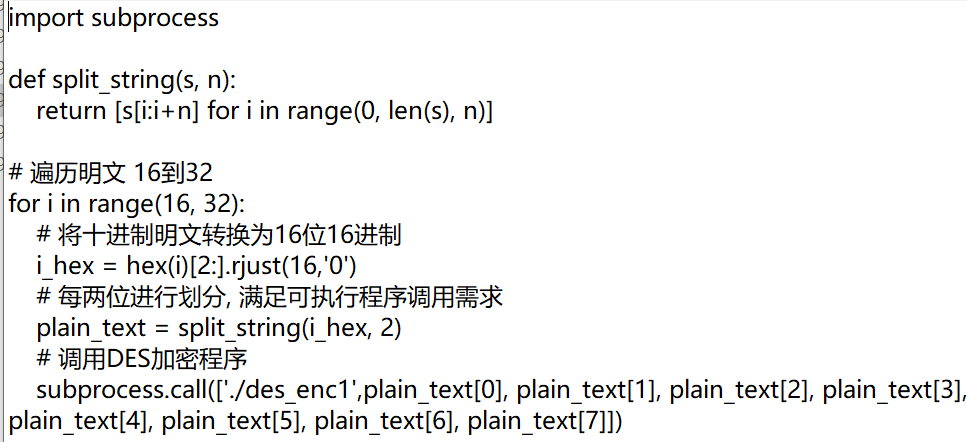 import subprocess
def split_string(s, n):
    return [s[i:i+n] for i in range(0, len(s), n)]
# 遍历明文 16到32
for i in range(16, 32):
    # 将十进制明文转换为16位16进制
    i_hex = hex(i)[2:].rjust(16,'0')
    # 每两位进行划分, 满足可执行程序调用需求
    plain_text = split_string(i_hex, 2)
    # 调用DES加密程序
    subprocess.call(['./des_enc1',plain_text[0], plain_text[1], plain_text[2], plain_text[3],
plain_text[4], plain_text[5], plain_text[6], plain_text[7]])